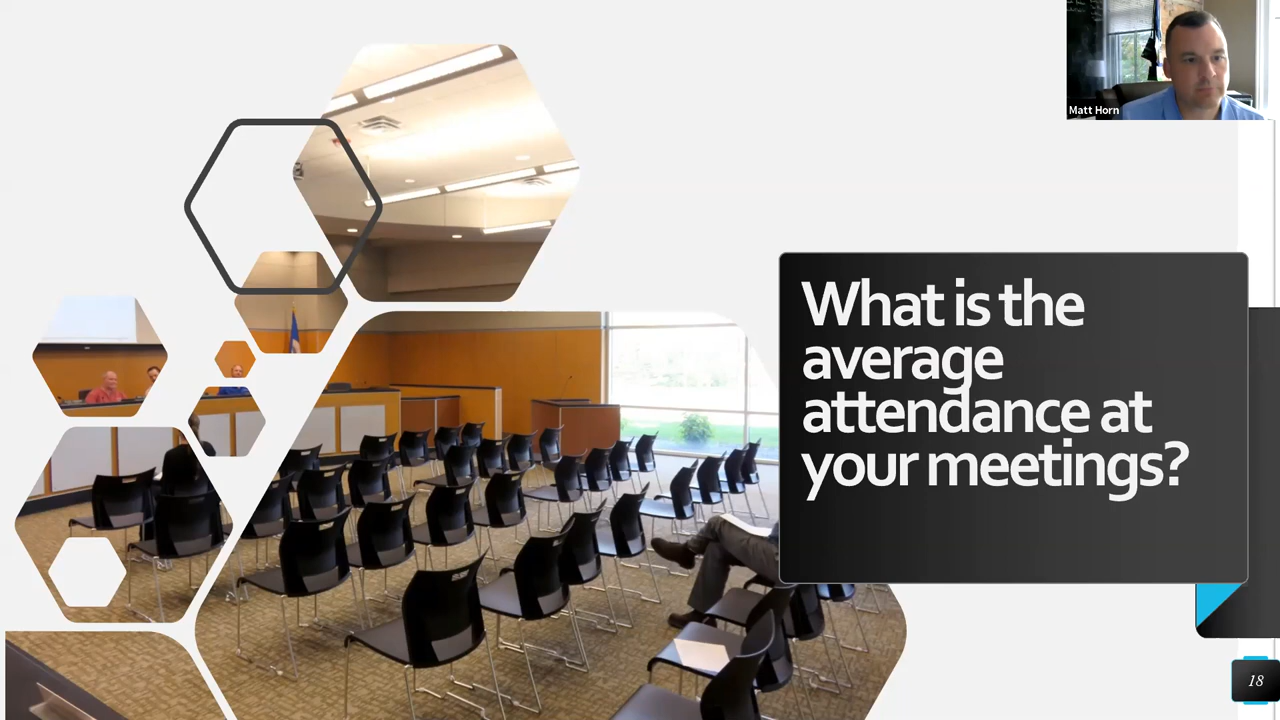 Matt Horn
What is the
average
attendance at
your meetings?
18